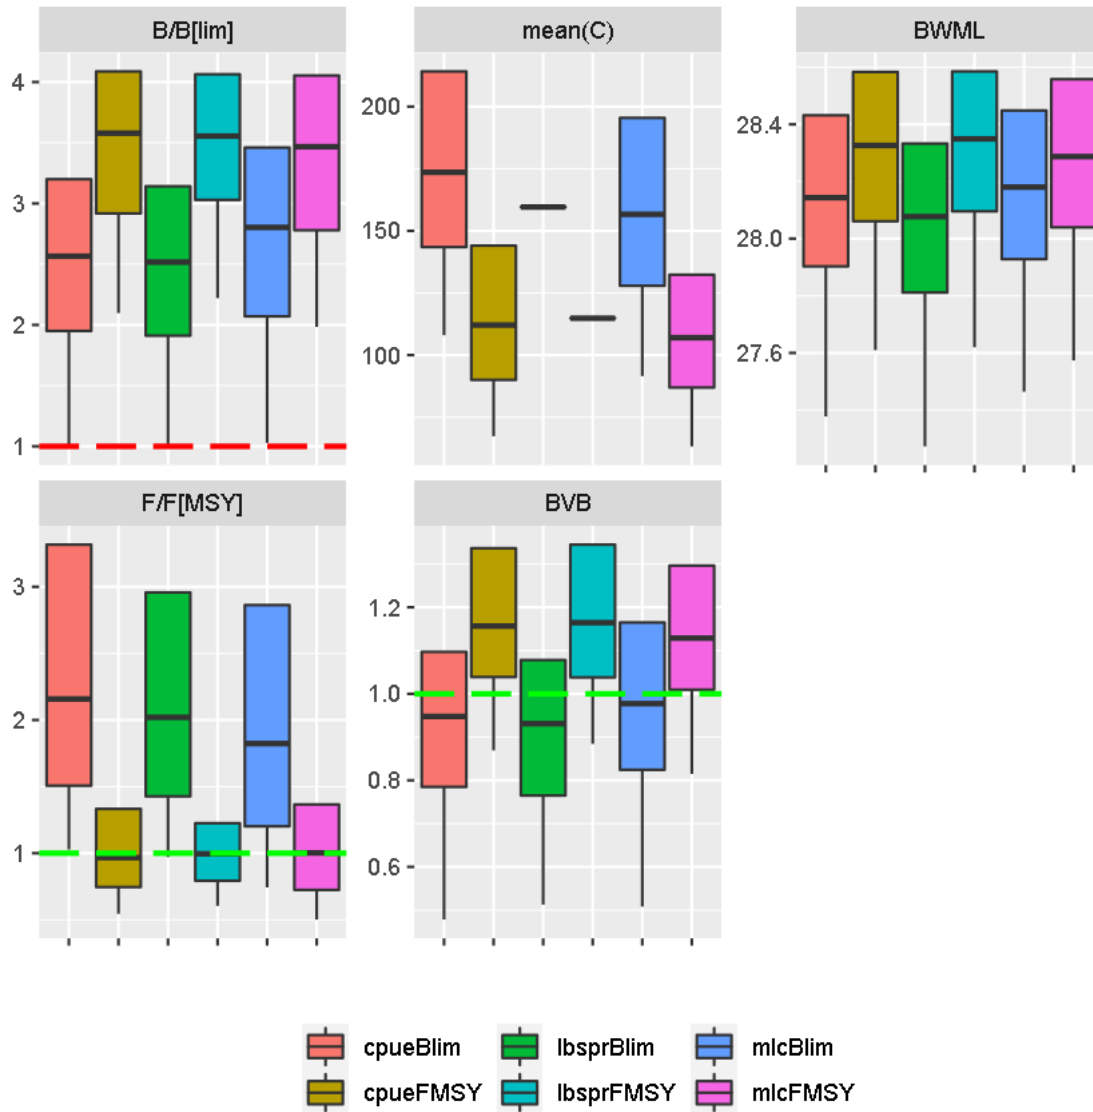 B/B[lim]
mean(C)
BWML
4
3
2
1
200
150
100
28.4
28.0
27.6
F/F[MSY]
BVB
3
2
1
1.2
1.0
0.8
0.6
cpueBlim
lbsprBlim
mlcBlim
cpueFMSY
lbsprFMSY
mlcFMSY